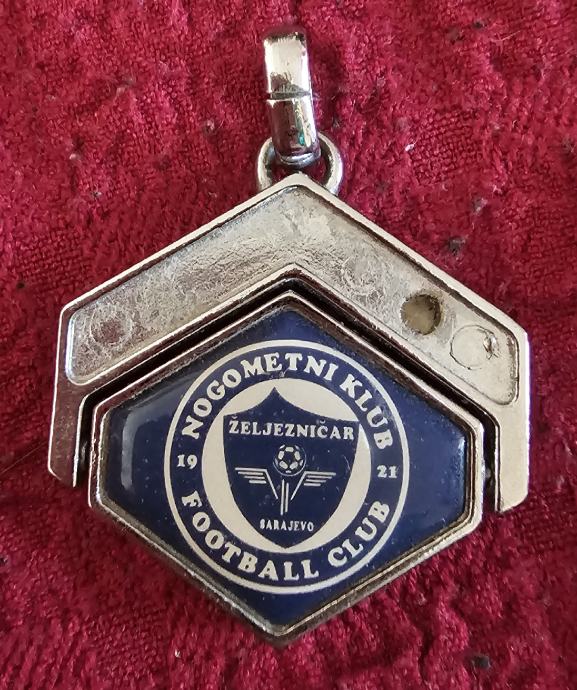 NOGOMETNI KLUB
ŽELJEZNIČAR
19 21
SARAJEVO
FOOTBALL CLUB